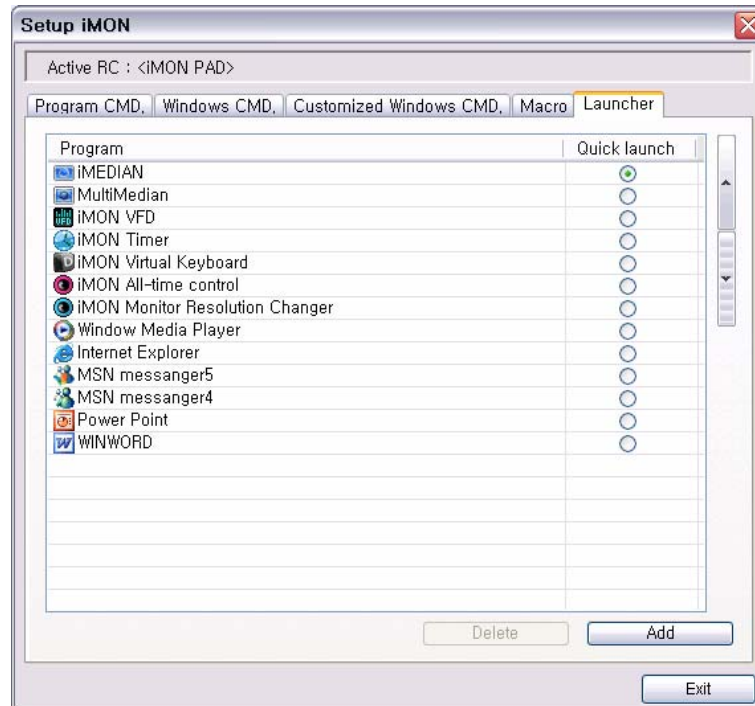 Setup iMON
Active RC : <iMON PAD>
Program CMD, Windows CMD, Customized Windows CMD, Macro Launcher
Program Quick launch
iMEDIAN
MultiMedian
iMON VFD
iMON Timer
iMON Virtual Keyboard
iMON All-time control
iMON Monitor Resolution Changer
Window Media Player
Internet Explorer
MSN messanger5
MSN messanger4
Power Point
WINWORD
Delete Add
Exit